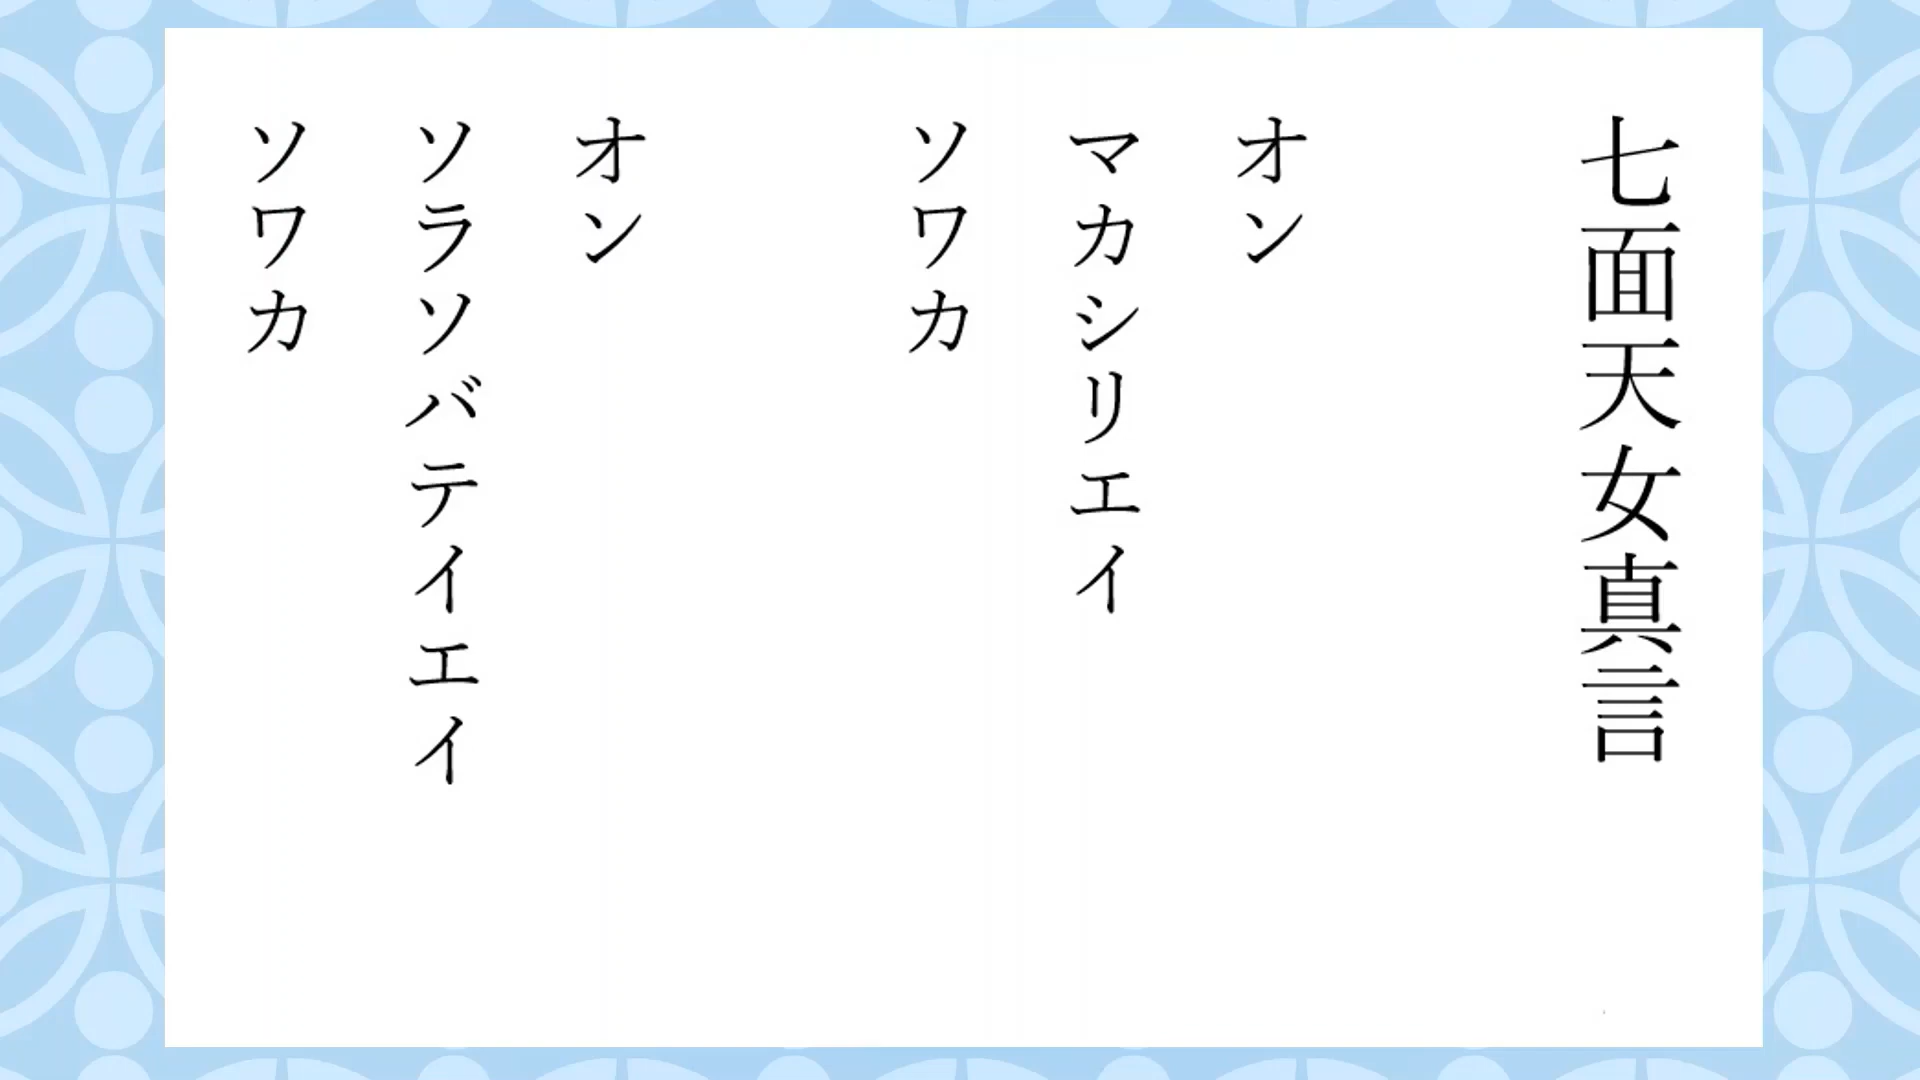 七面天女真言
オン
マカシリエイ
ソワカ
オン
ソラソバテイエイ
ソワカ